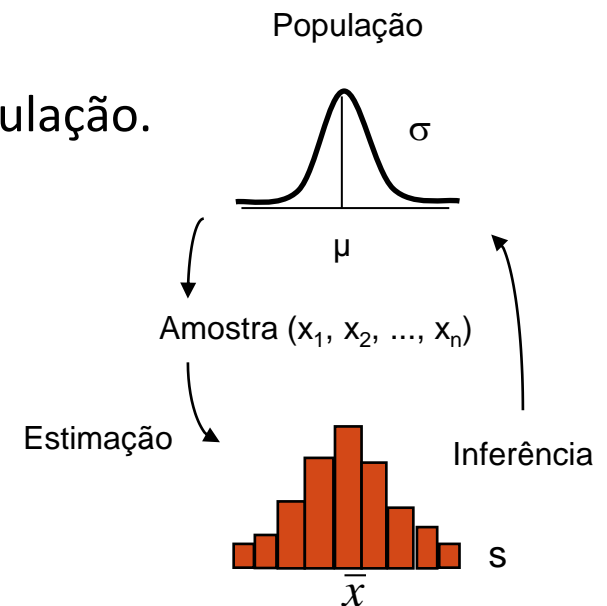 População
ulação.
σ
μ
Amostra (x₁, x₂, ..., xₙ)
Estimação
Inferência
s
x̄